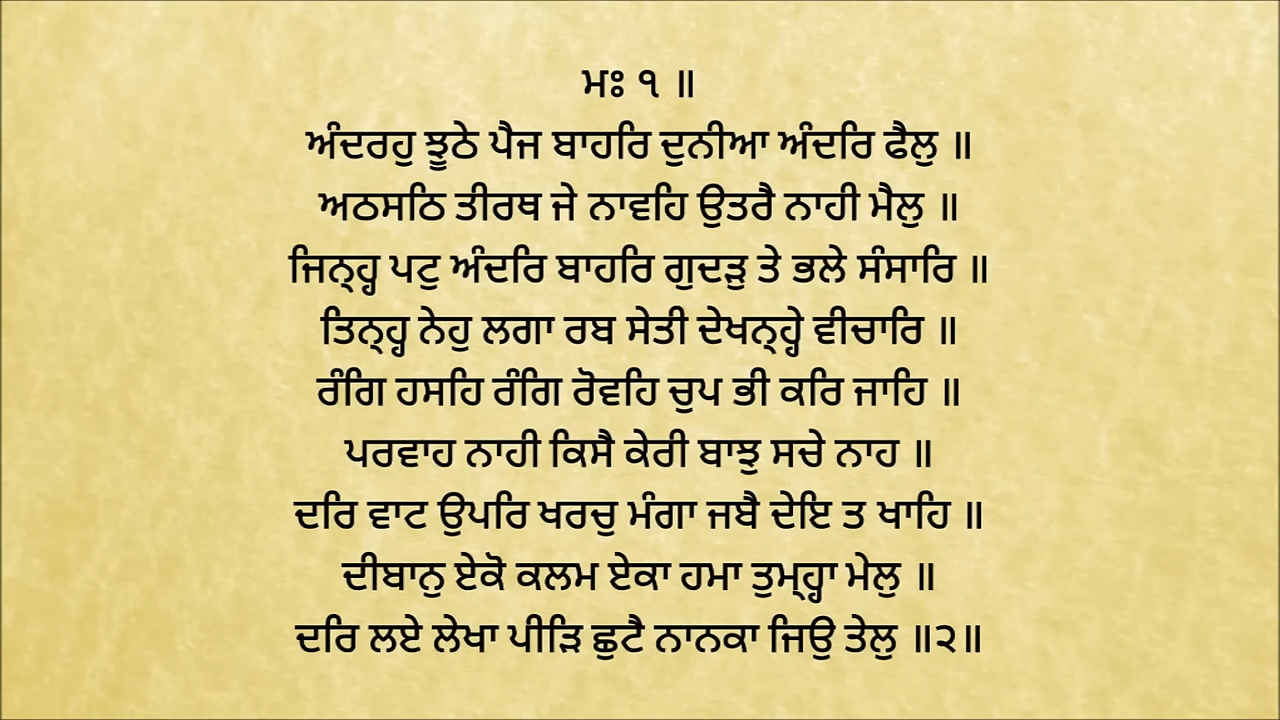 ਮਃ ੧ ॥
ਅੰਦਰਹੁ ਝੂਠੇ ਪੈਜ ਬਾਹਰਿ ਦੁਨੀਆ ਅੰਦਰਿ ਫੈਲੁ ॥
ਅਠਸਠਿ ਤੀਰਥ ਜੇ ਨਾਵਹਿ ਉਤਰੈ ਨਾਹੀ ਮੈਲੁ ॥
ਜਿਨ੍ਹ੍ਹ ਪਟੁ ਅੰਦਰਿ ਬਾਹਰਿ ਗੁਦੜੁ ਤੇ ਭਲੇ ਸੰਸਾਰਿ ॥
ਤਿਨ੍ਹ੍ਹ ਨੇਹੁ ਲਗਾ ਰਬ ਸੇਤੀ ਦੇਖਨ੍ਹ੍ਹੇ ਵੀਚਾਰਿ ॥
ਰੰਗਿ ਹਸਹਿ ਰੰਗਿ ਰੋਵਹਿ ਚੁਪ ਭੀ ਕਰਿ ਜਾਹਿ ॥
ਪਰਵਾਹ ਨਾਹੀ ਕਿਸੈ ਕੇਰੀ ਬਾਝੁ ਸਚੇ ਨਾਹ ॥
ਦਰਿ ਵਾਟ ਉਪਰਿ ਖਰਚੁ ਮੰਗਾ ਜਬੈ ਦੇਇ ਤ ਖਾਹਿ ॥
ਦੀਬਾਨੁ ਏਕੋ ਕਲਮ ਏਕਾ ਹਮਾ ਤੁਮ੍ਹ੍ਹਾ ਮੇਲੁ ॥
ਦਰਿ ਲਏ ਲੇਖਾ ਪੀੜਿ ਛੁਟੈ ਨਾਨਕਾ ਜਿਉ ਤੇਲੁ ॥੨॥